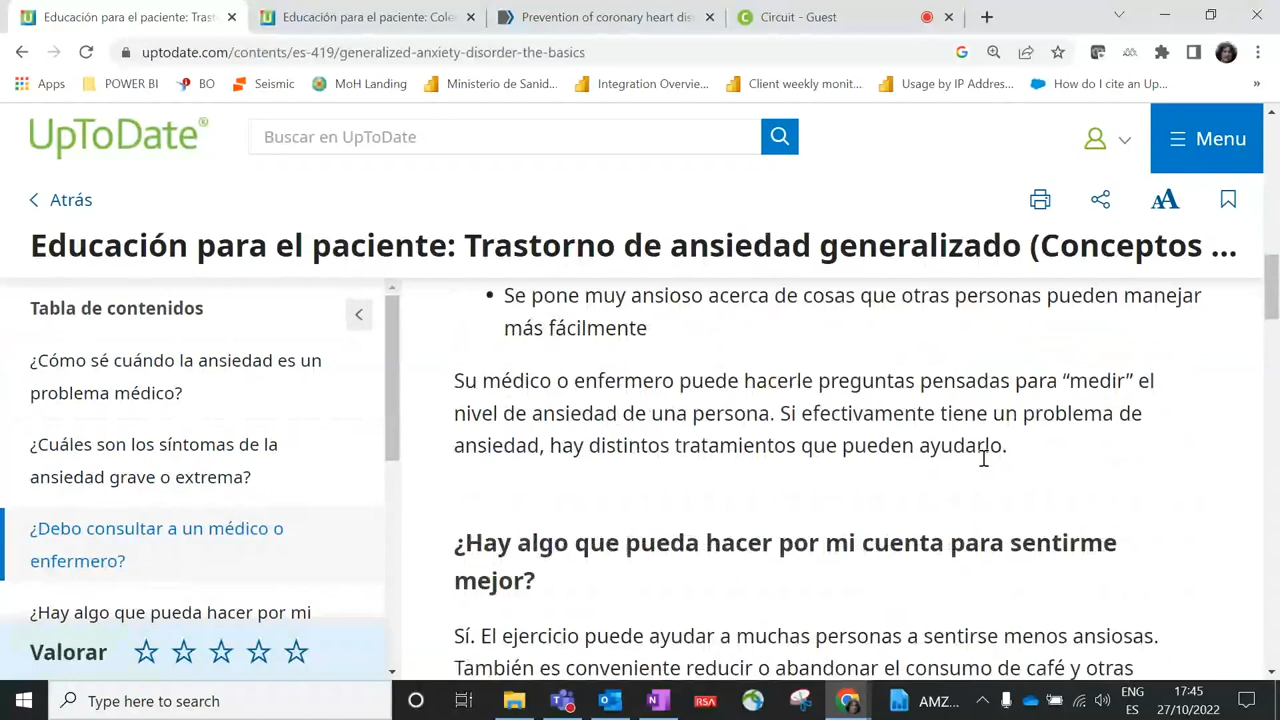 Educación para el paciente: Trast
Educación para el paciente: Cole
Prevention of coronary heart dis
Circuit - Guest
uptodate.com/contents/es-419/generalized-anxiety-disorder-the-basics
Apps
POWER BI
BO
Seismic
MoH Landing
Ministerio de Sanid...
Integration Overvie...
Client weekly monit...
Usage by IP Addres...
How do I cite an Up...
»
UpToDate®
Buscar en UpToDate
Menu
Atrás
AA
Educación para el paciente: Trastorno de ansiedad generalizado (Conceptos ...
Tabla de contenidos
¿Cómo sé cuándo la ansiedad es un
problema médico?
¿Cuáles son los síntomas de la
ansiedad grave o extrema?
¿Debo consultar a un médico o
enfermero?
¿Hay algo que pueda hacer por mi
Valorar
• Se pone muy ansioso acerca de cosas que otras personas pueden manejar
más fácilmente
Su médico o enfermero puede hacerle preguntas pensadas para “medir” el
nivel de ansiedad de una persona. Si efectivamente tiene un problema de
ansiedad, hay distintos tratamientos que pueden ayudarlo.
¿Hay algo que pueda hacer por mi cuenta para sentirme
mejor?
Sí. El ejercicio puede ayudar a muchas personas a sentirse menos ansiosas.
También es conveniente reducir o abandonar el consumo de café y otras
Type here to search
RSA
AMZ...
ENG
ES
17:45
27/10/2022